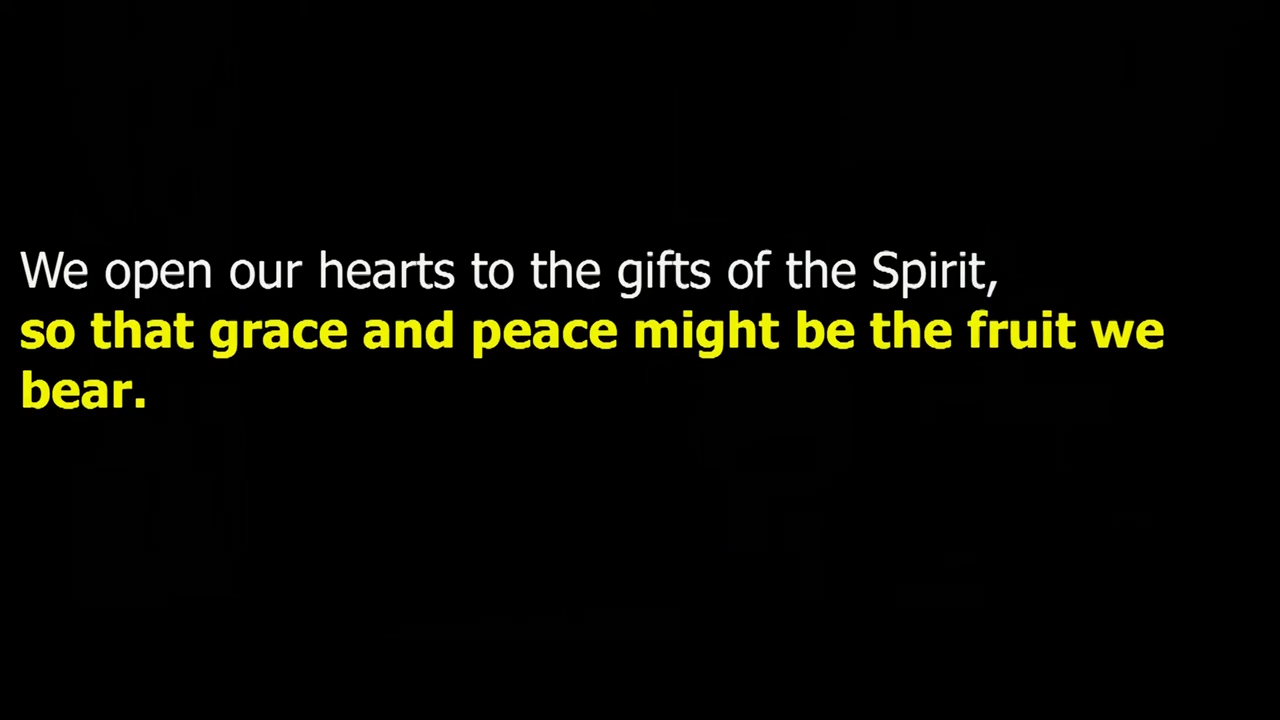 We open our hearts to the gifts of the Spirit,
so that grace and peace might be the fruit we
bear.